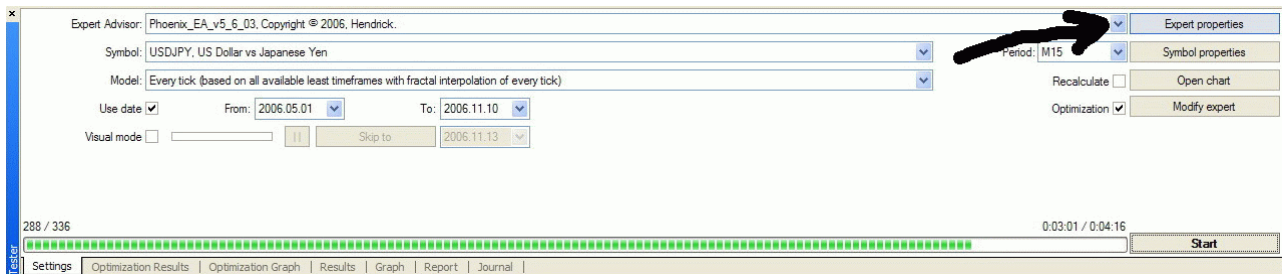 Expert Advisor: Phoenix_EA_v5_6_03, Copyright © 2006, Hendrick. Expert properties
Symbol: USDJPY, US Dollar vs Japanese Yen Period: M15 Symbol properties
Model: Every tick (based on all available least timeframes with fractal interpolation of every tick) Recalculate Open chart
Use date From: 2006.05.01 To: 2006.11.10 Optimization Modify expert
Visual mode Skip to 2006.11.13
288 / 336 0:03:01 / 0:04:16
Start
Tester
Settings Optimization Results Optimization Graph Results Graph Report Journal